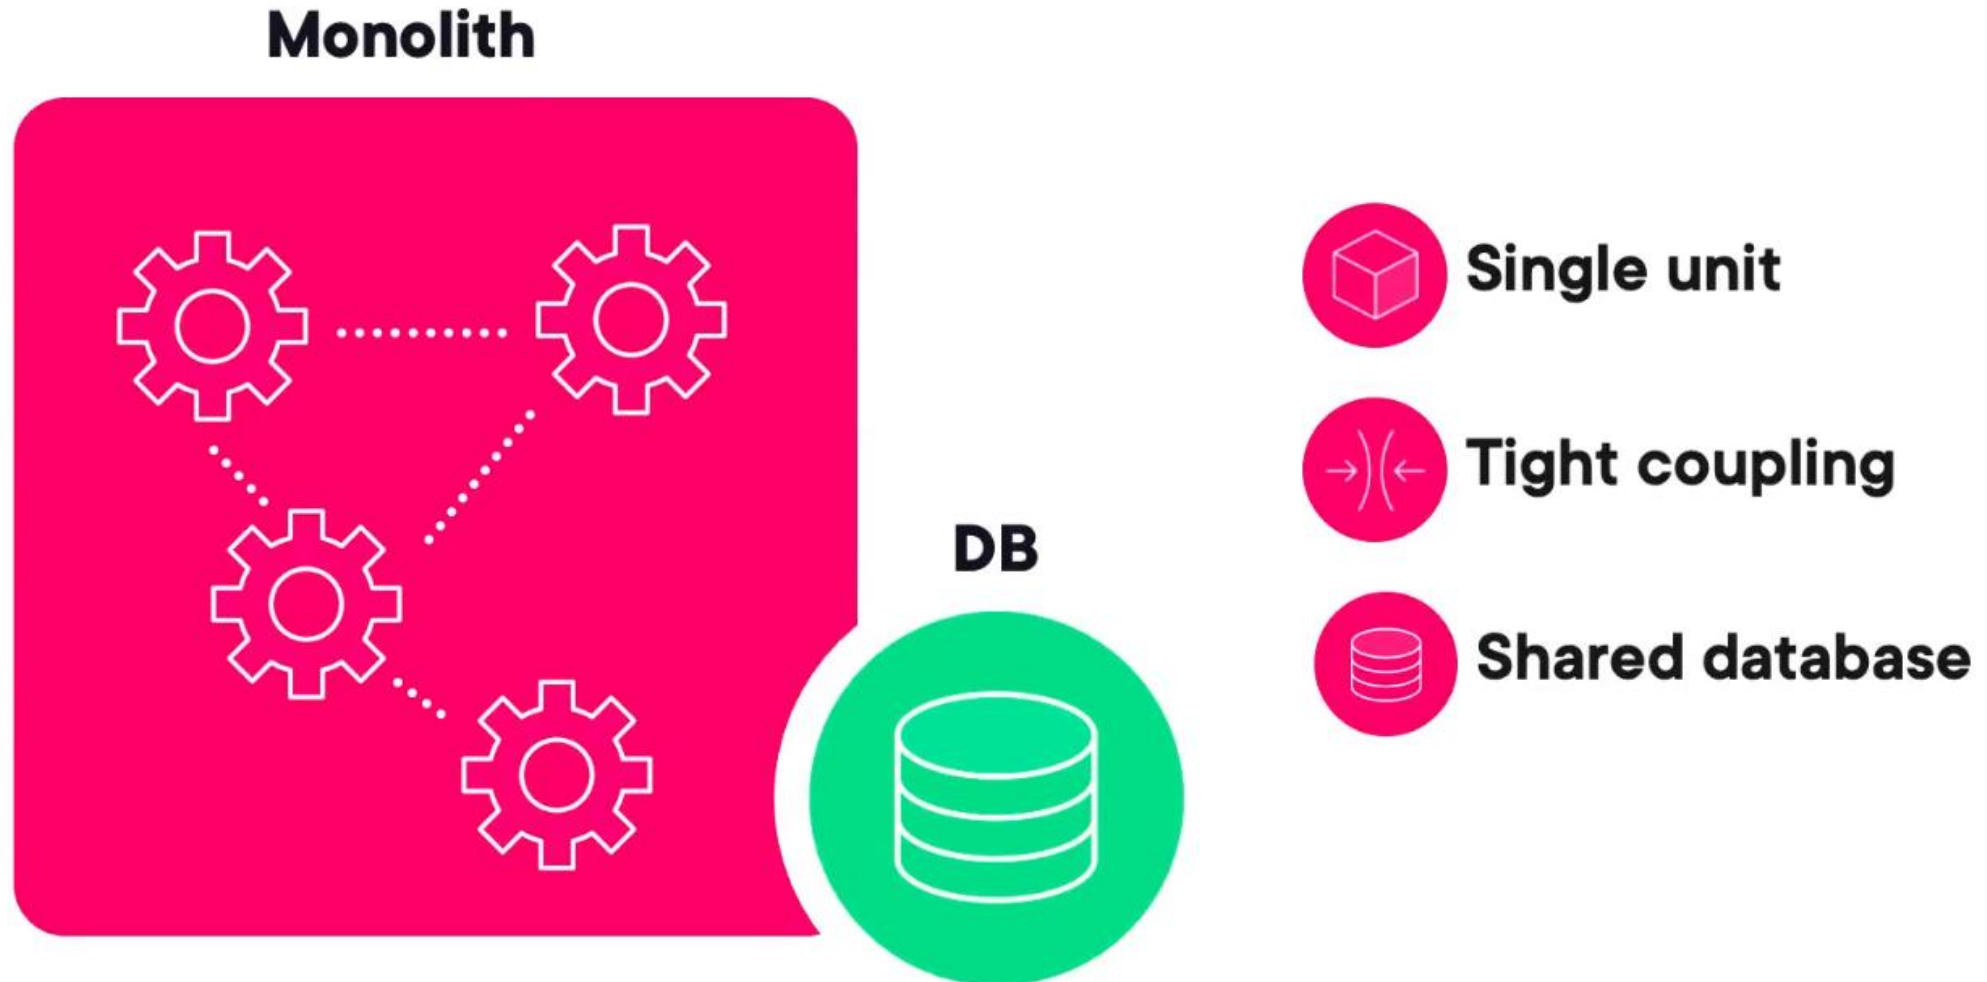 Monolith
Single unit
Tight coupling
DB
Shared database